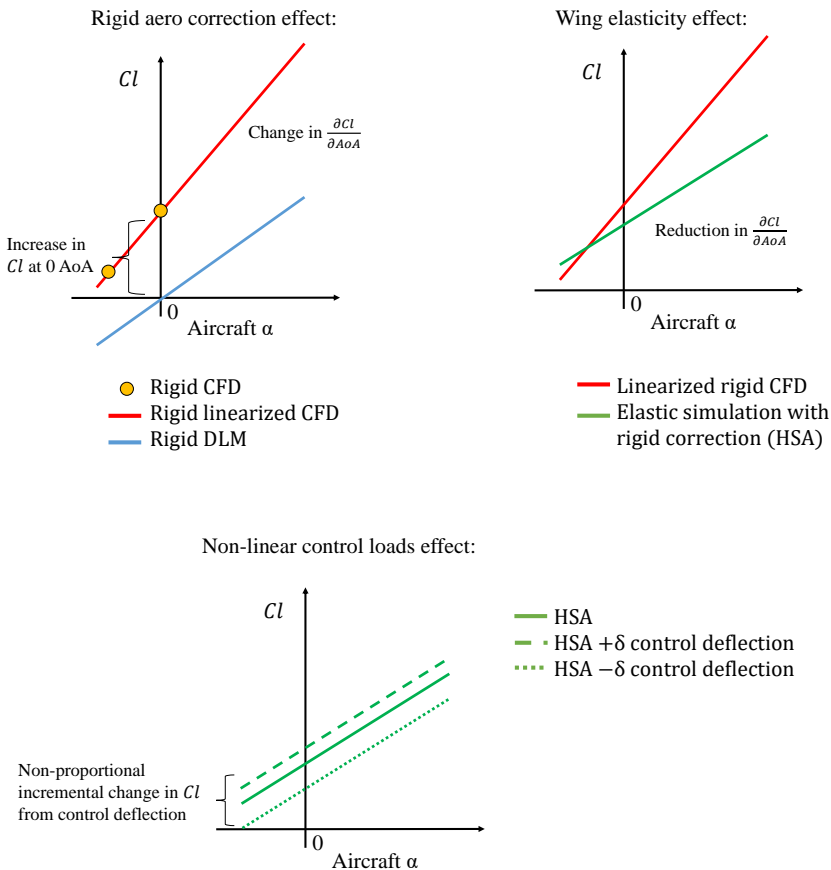 Rigid aero correction effect:
Cl
Change in ∂Cl/∂AoA
Increase in
Cl at 0 AoA
0
Aircraft α
Rigid CFD
Rigid linearized CFD
Rigid DLM
Wing elasticity effect:
Cl
Reduction in ∂Cl/∂AoA
0
Aircraft α
Linearized rigid CFD
Elastic simulation with
rigid correction (HSA)
Non-linear control loads effect:
Cl
HSA
HSA +δ control deflection
HSA −δ control deflection
Non-proportional
incremental change in Cl
from control deflection
0
Aircraft α